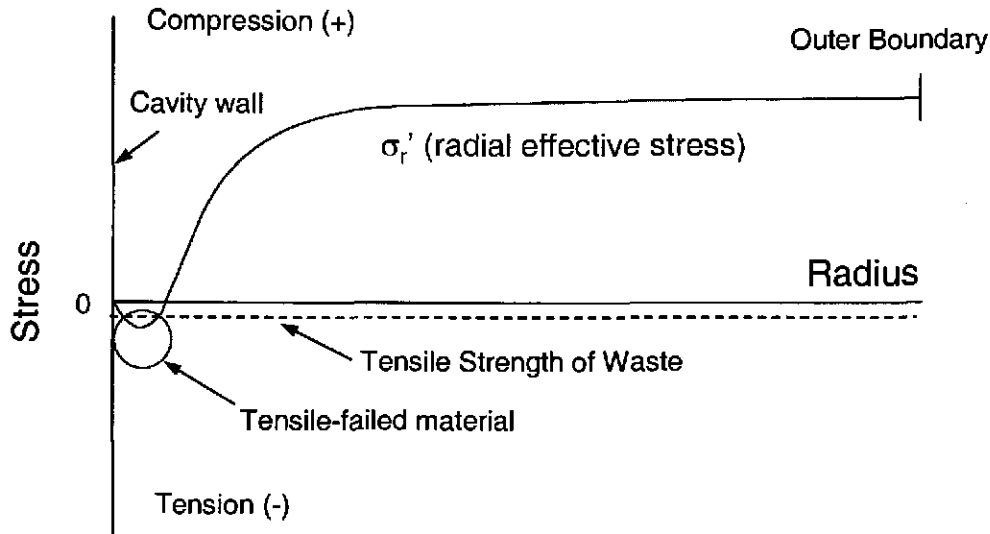 Compression (+)
Outer Boundary
Cavity wall
σr' (radial effective stress)
Stress
0
Radius
Tensile Strength of Waste
Tensile-failed material
Tension (-)